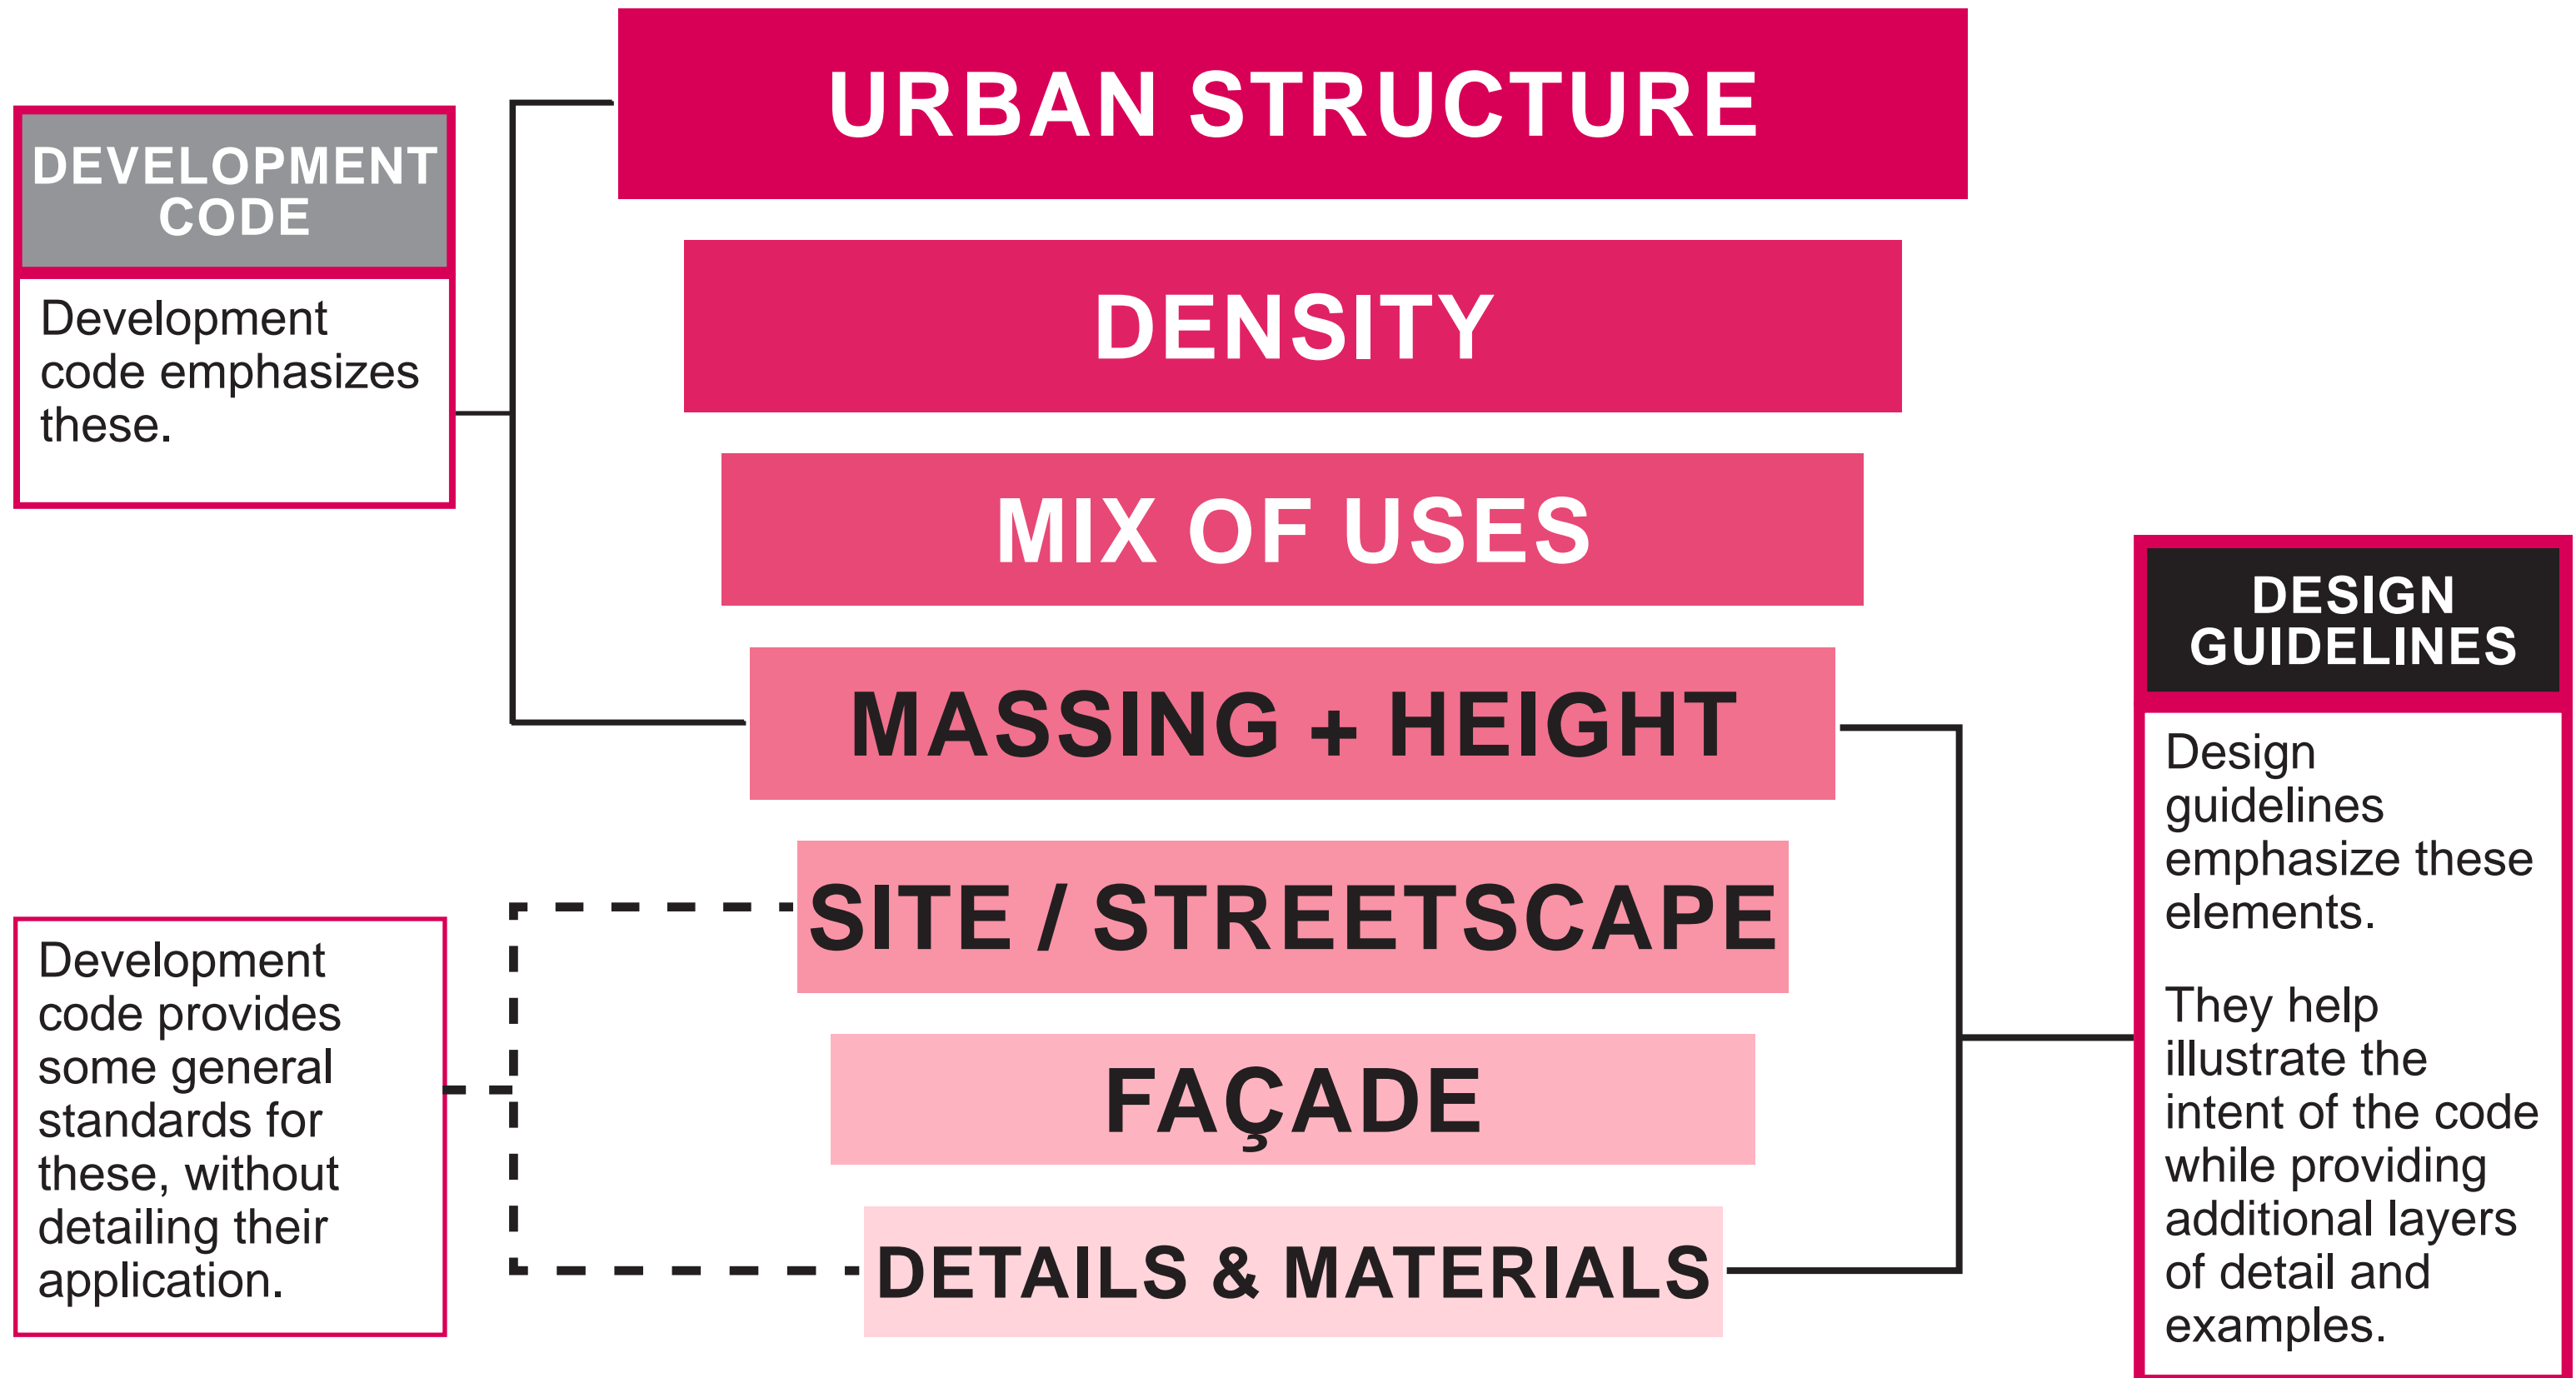 DEVELOPMENT
CODE
Development
code emphasizes
these.
URBAN STRUCTURE
DENSITY
MIX OF USES
MASSING + HEIGHT
SITE / STREETSCAPE
FAÇADE
DETAILS & MATERIALS
Development
code provides
some general
standards for
these, without
detailing their
application.
DESIGN
GUIDELINES
Design
guidelines
emphasize these
elements.
They help
illustrate the
intent of the code
while providing
additional layers
of detail and
examples.